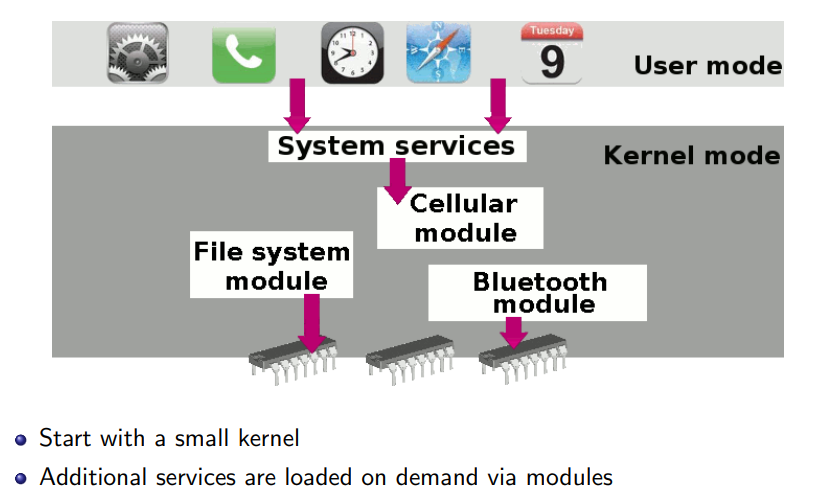 Tuesday
9
User mode
System services
Kernel mode
Cellular
module
File system
module
Bluetooth
module
Start with a small kernel
Additional services are loaded on demand via modules